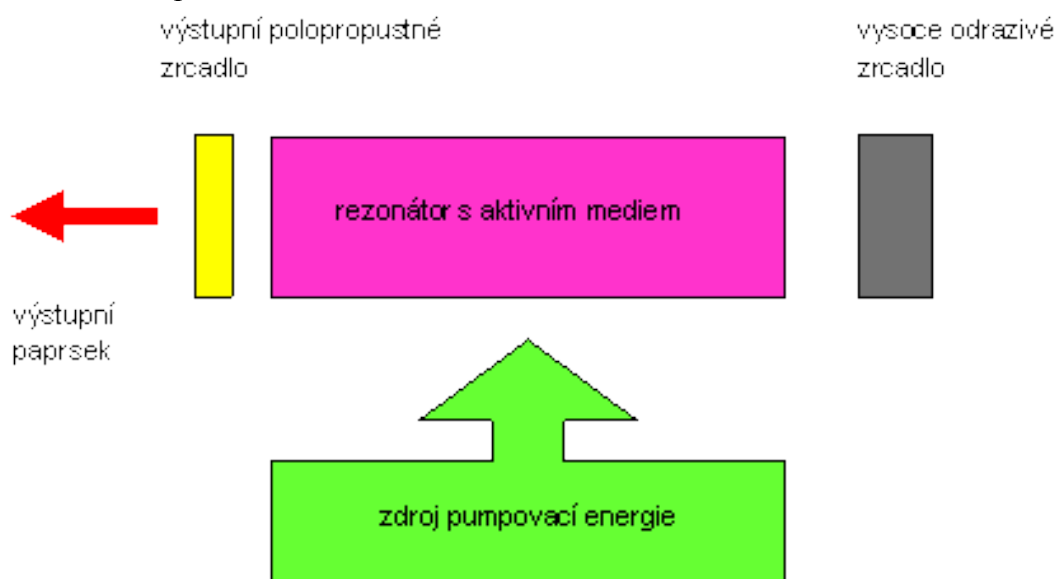 výstupní polopropustné
zrcadlo
vysoce odrazivé
zrcadlo
rezonátor s aktivním mediem
výstupní
paprsek
zdroj pumpovací energie